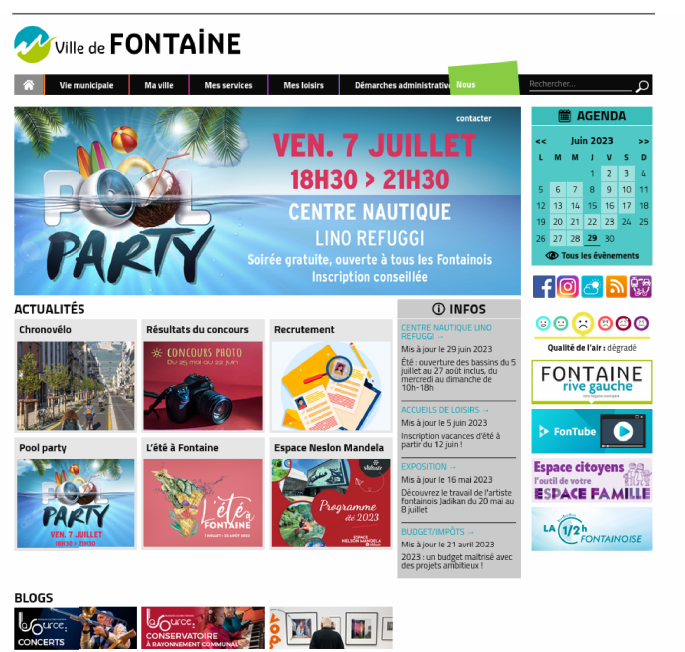 Ville de FONTAİNE
Vie municipale
Ma ville
Mes services
Mes loisirs
Démarches administrativ
Nous
contacter
Rechercher...
POOL
PARTY
VEN. 7 JUILLET
18H30 > 21H30
CENTRE NAUTIQUE
LINO REFUGGI
Soirée gratuite, ouverte à tous les Fontainois
Inscription conseillée
AGENDA
<< Juin 2023 >>
L M M J V S D
1 2 3 4
5 6 7 8 9 10 11
12 13 14 15 16 17 18
19 20 21 22 23 24 25
26 27 28 29 30
Tous les évènements
Qualité de l'air : dégradé
FONTAINE
rive gauche
FonTube
Espace citoyens
l'outil de votre
ESPACE FAMILLE
LA 1/2h
FONTAINOISE
ACTUALITÉS
Chronovélo
Résultats du concours
CONCOURS PHOTO
Du 25 mai au 22 juin
Recrutement
Pool party
POOL
PARTY
VEN. 7 JUILLET
18H30 > 20H30
L'été à Fontaine
L'été à
FONTAINE
Espace Neslon Mandela
Programme
été 2023
ESPACE
NELSON MANDELA
INFOS
CENTRE NAUTIQUE LINO
REFUGGI →
Mis à jour le 29 juin 2023
Été : ouverture des bassins du 5
juillet au 27 août inclus, du
mercredi au dimanche de
10h-18h
ACCUEILS DE LOISIRS →
Mis à jour le 5 juin 2023
Inscription vacances d'été à
partir du 12 juin !
EXPOSITION →
Mis à jour le 16 mai 2023
Découvrez le travail de l'artiste
fontainois Jadikan du 20 mai au
8 juillet
BUDGET/IMPÔTS →
Mis à jour le 21 avril 2023
2023 : un budget maîtrisé avec
des projets ambitieux !
BLOGS
La Source:
CONCERTS
La Source:
CONSERVATOIRE
À RAYONNEMENT COMMUNAL